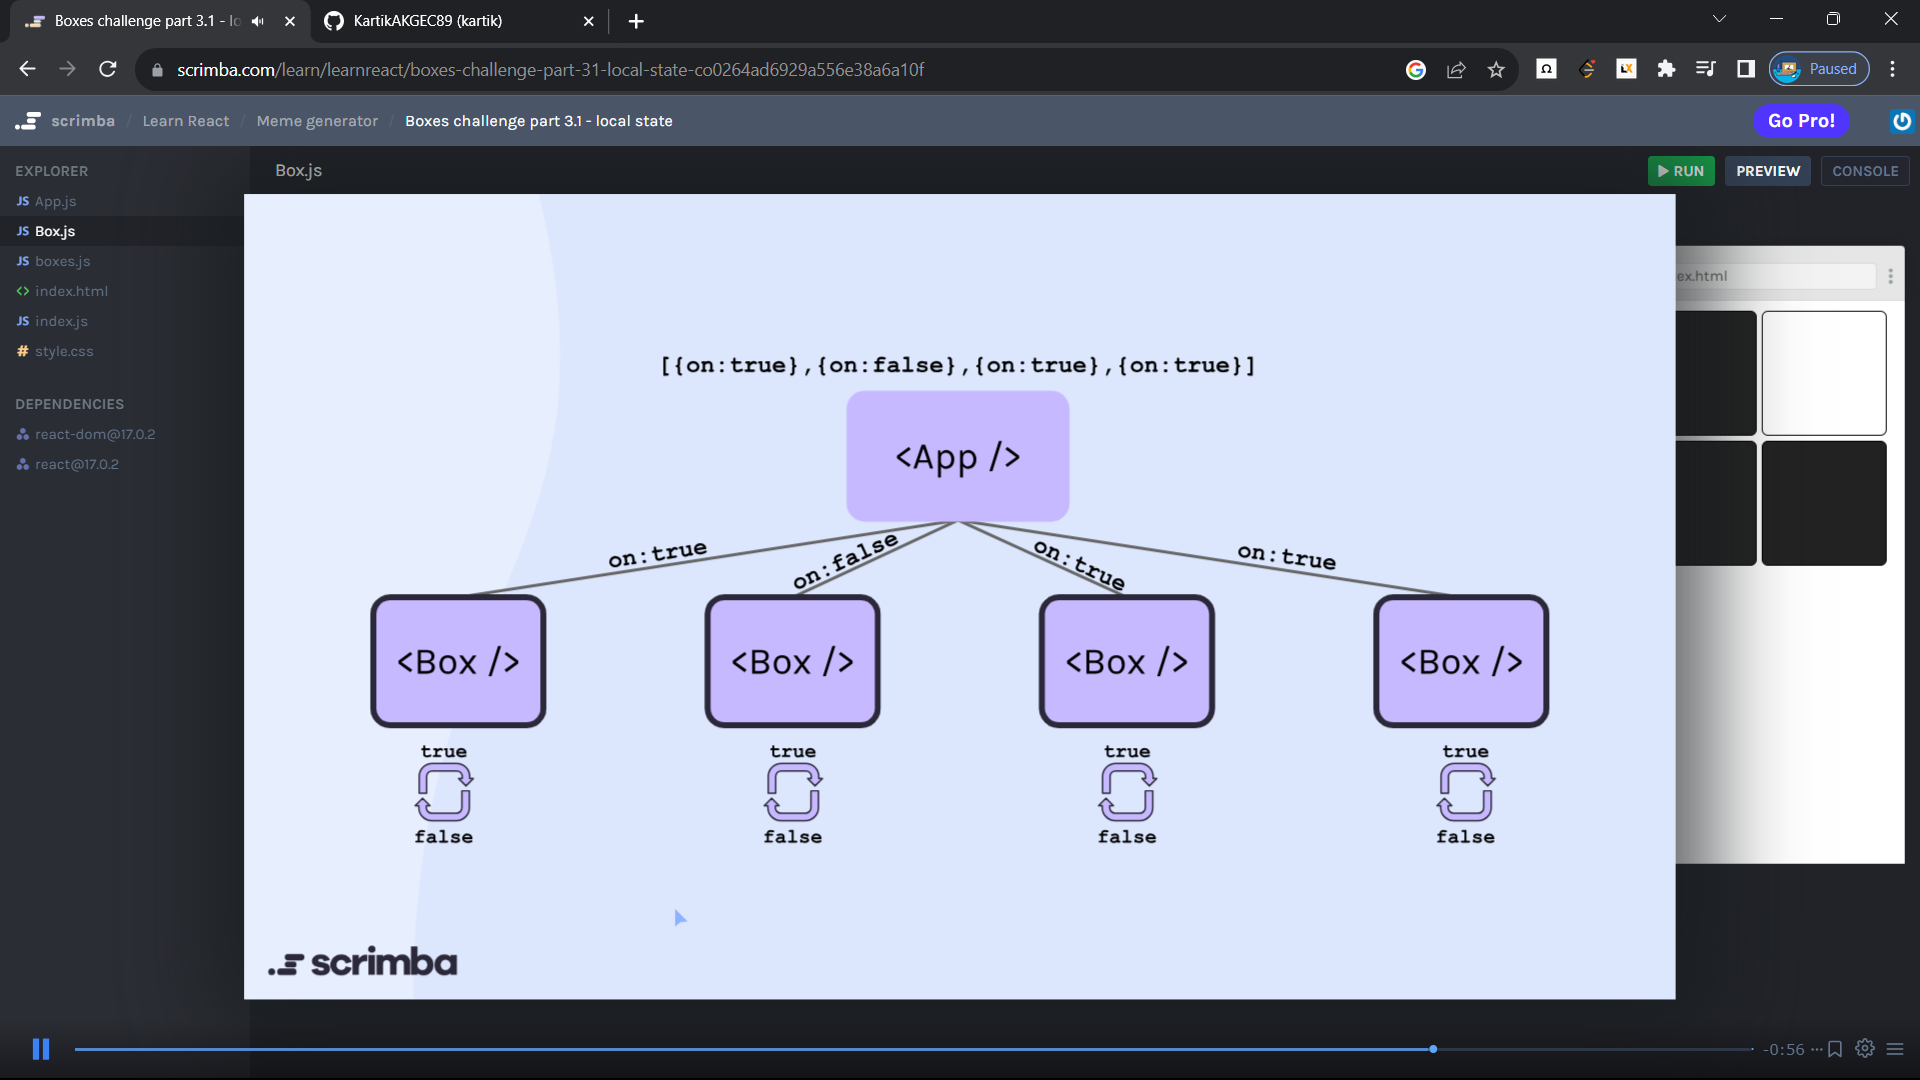 Boxes challenge part 3.1 - lo
KartikAKGEC89 (kartik)
scrimba.com/learn/learnreact/boxes-challenge-part-31-local-state-co0264ad6929a556e38a6a10f
Paused
scrimba / Learn React / Meme generator / Boxes challenge part 3.1 - local state
Go Pro!
EXPLORER
Box.js
RUN
PREVIEW
CONSOLE
JS App.js
JS Box.js
JS boxes.js
<> index.html
JS index.js
# style.css
DEPENDENCIES
react-dom@17.0.2
react@17.0.2
ex.html
[{on:true},{on:false},{on:true},{on:true}]
<App />
on:true
on:false
on:true
on:true
<Box />
<Box />
<Box />
<Box />
true
true
true
true
false
false
false
false
scrimba
-0:56